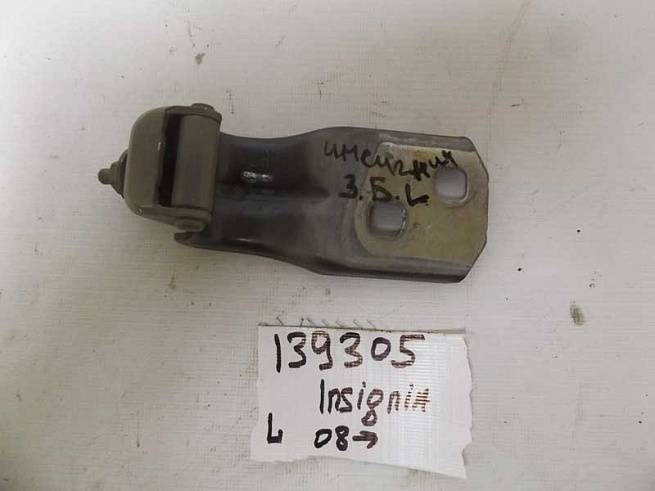 инсигния
З.Б.L
139305
Insignia
L 08→